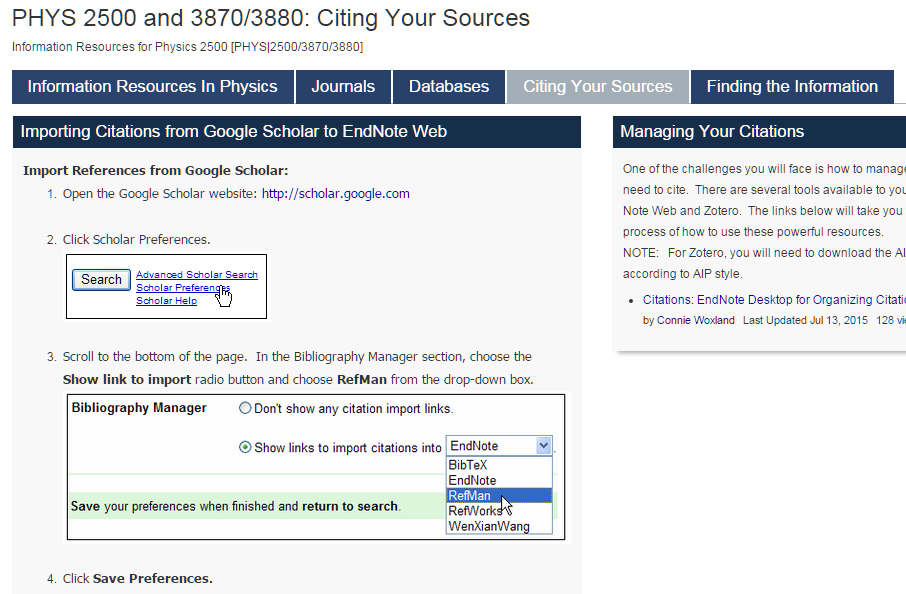 PHYS 2500 and 3870/3880: Citing Your Sources
Information Resources for Physics 2500 [PHYS|2500/3870/3880]
Information Resources In Physics
Journals
Databases
Citing Your Sources
Finding the Information
Importing Citations from Google Scholar to EndNote Web
Import References from Google Scholar:
1. Open the Google Scholar website: http://scholar.google.com
2. Click Scholar Preferences.
Search
Advanced Scholar Search
Scholar Preferences
Scholar Help
3. Scroll to the bottom of the page. In the Bibliography Manager section, choose the
Show link to import radio button and choose RefMan from the drop-down box.
Bibliography Manager
Don't show any citation import links.
Show links to import citations into EndNote.
BibTeX
EndNote
RefMan
RefWorks
WenXianWang
Save your preferences when finished and return to search.
4. Click Save Preferences.
Managing Your Citations
One of the challenges you will face is how to manage
need to cite. There are several tools available to you
Note Web and Zotero. The links below will take you
process of how to use these powerful resources.
NOTE: For Zotero, you will need to download the AI
according to AIP style.
• Citations: EndNote Desktop for Organizing Citatio
by Connie Woxland Last Updated Jul 13, 2015 128 vie